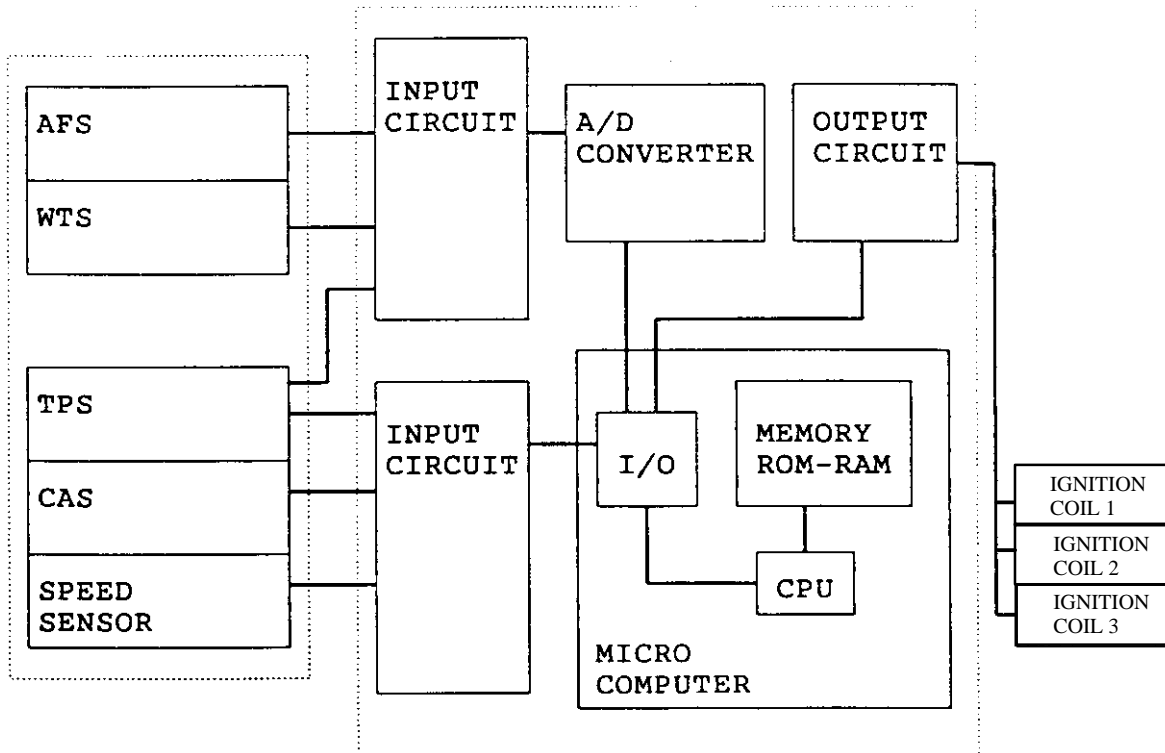 AFS
WTS
TPS
CAS
SPEED
SENSOR
INPUT
CIRCUIT
INPUT
CIRCUIT
A/D
CONVERTER
OUTPUT
CIRCUIT
I/O
MEMORY
ROM-RAM
CPU
MICRO
COMPUTER
IGNITION
COIL 1
IGNITION
COIL 2
IGNITION
COIL 3